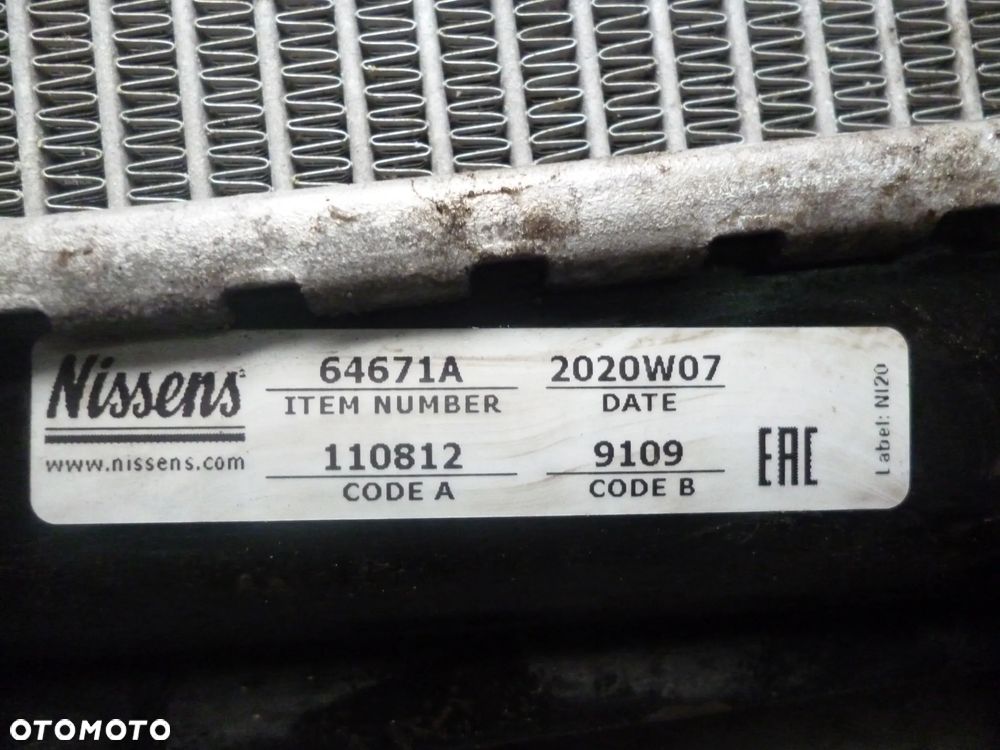 Nissens
www.nissens.com
64671A
ITEM NUMBER
2020W07
DATE
110812
CODE A
9109
CODE B
EAC
Label: NI20
OTOMOTO